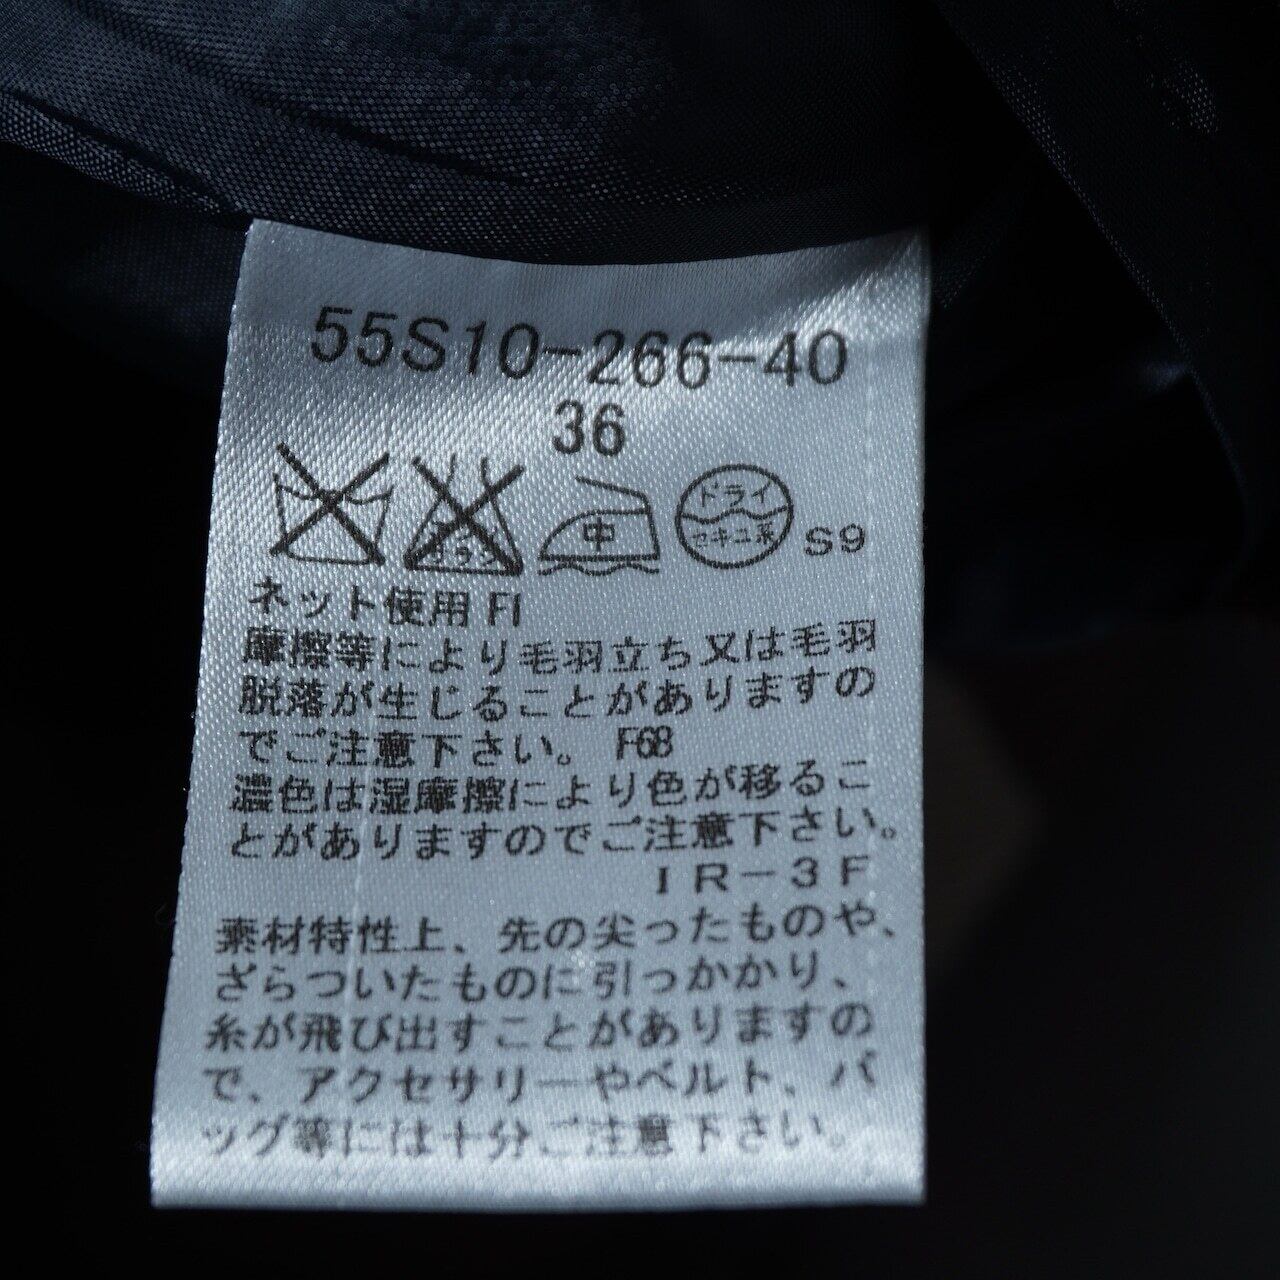 55S10-266-40
36
中 ドライ
セキユ系 S9
ネット使用 FI
摩擦等により毛羽立ち又は毛羽
脱落が生じることがありますの
でご注意下さい。 F68
濃色は湿摩擦により色が移るこ
とがありますのでご注意下さい。
IR-3F
素材特性上、先の尖ったものや、
ざらついたものに引っかかり、
糸が飛び出すことがありますの
で、アクセサリーやベルト、バ
ッグ等には十分ご注意下さい。